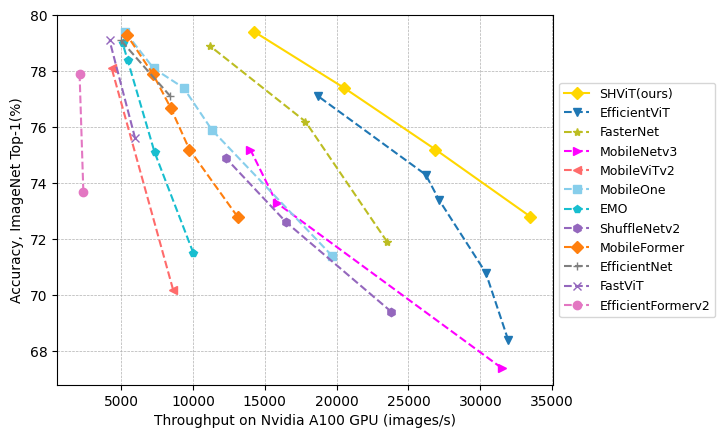 80
78
76
74
72
70
68
Accuracy, ImageNet Top-1(%)
5000 10000 15000 20000 25000 30000 35000
Throughput on Nvidia A100 GPU (images/s)
SHViT(ours)
EfficientViT
FasterNet
MobileNetv3
MobileViTv2
MobileOne
EMO
ShuffleNetv2
MobileFormer
EfficientNet
FastViT
EfficientFormerv2